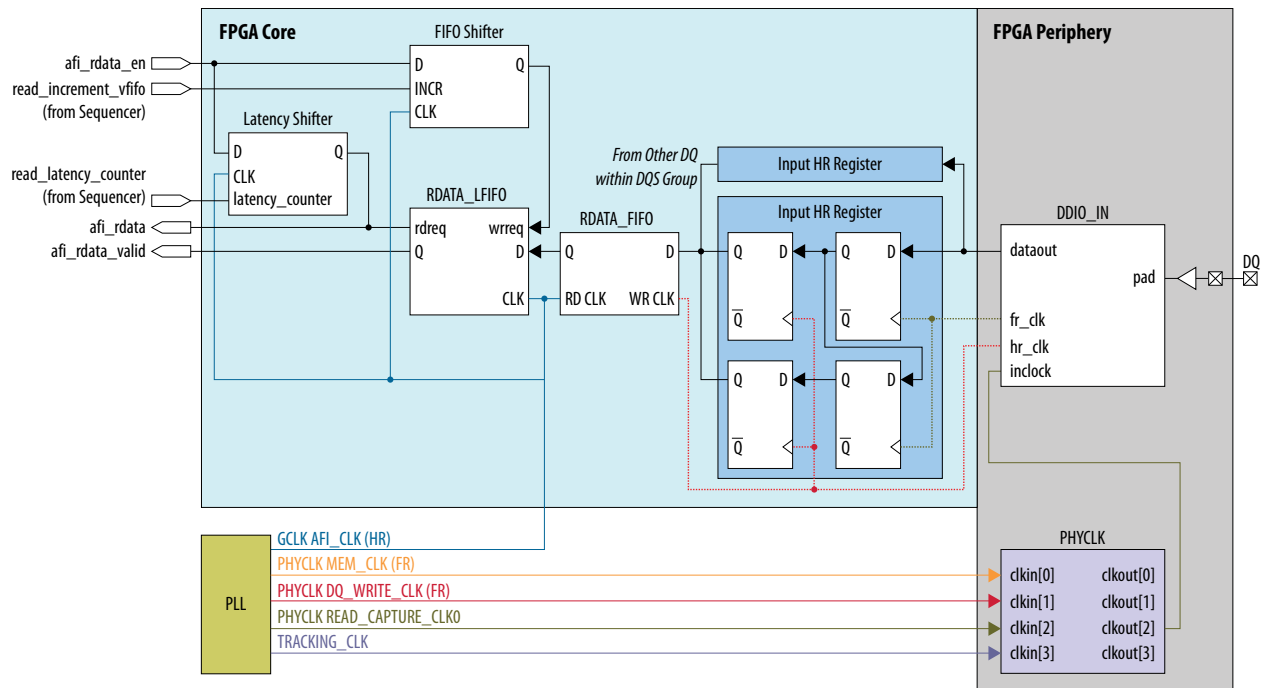 FPGA Core
FPGA Periphery
FIFO Shifter
afi_rdata_en
D
Q
read_increment_vfifo
(from Sequencer)
INCR
CLK
Latency Shifter
D
Q
CLK
latency_counter
read_latency_counter
(from Sequencer)
afi_rdata
afi_rdata_valid
RDATA_LFIFO
rdreq
wrreq
Q
D
CLK
RDATA_FIFO
Q
D
RD CLK
WR CLK
From Other DQ
within DQS Group
Input HR Register
Input HR Register
Q
D
Q
Q
D
Q
Q
D
Q
Q
D
Q
DDIO_IN
dataout
pad
fr_clk
hr_clk
inclock
DQ
PLL
GCLK AFI_CLK (HR)
PHYCLK MEM_CLK (FR)
PHYCLK DQ_WRITE_CLK (FR)
PHYCLK READ_CAPTURE_CLK0
TRACKING_CLK
PHYCLK
clkin[0]
clkout[0]
clkin[1]
clkout[1]
clkin[2]
clkout[2]
clkin[3]
clkout[3]